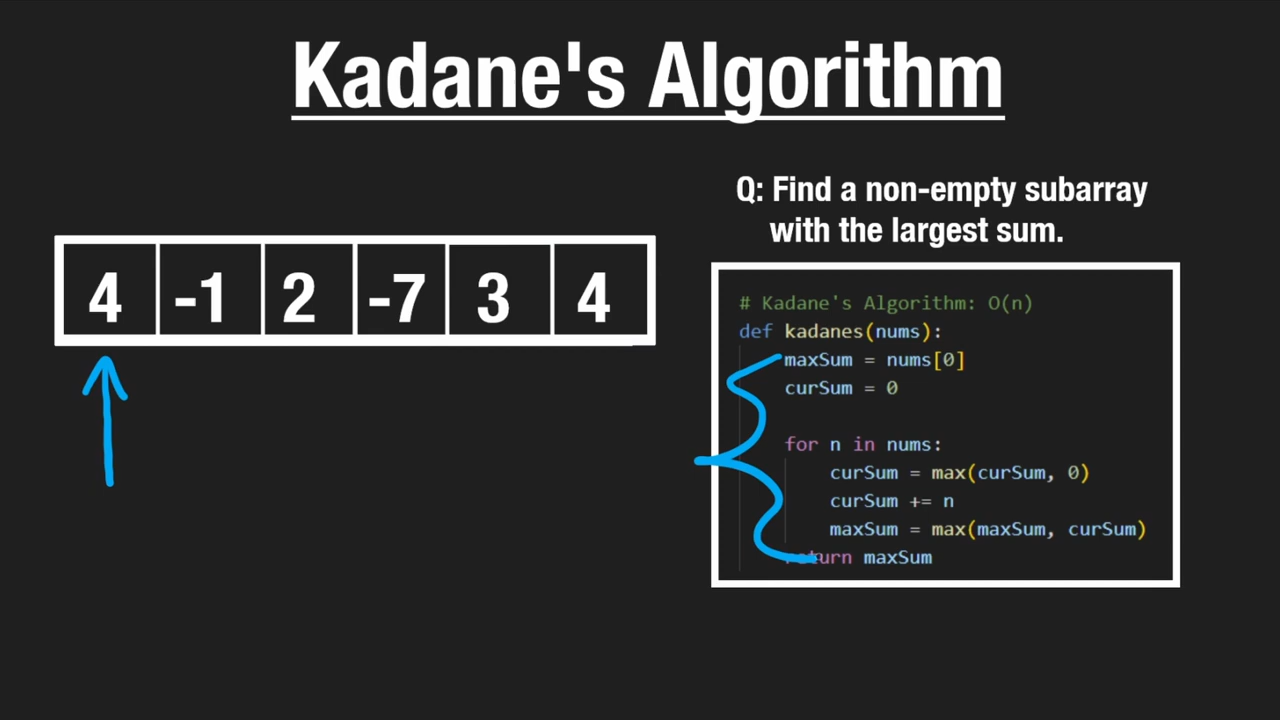 Kadane's Algorithm
Q: Find a non-empty subarray
with the largest sum.
4 -1 2 -7 3 4
# Kadane's Algorithm: O(n)
def kadanes(nums):
    maxSum = nums[0]
    curSum = 0
    for n in nums:
        curSum = max(curSum, 0)
        curSum += n
        maxSum = max(maxSum, curSum)
    return maxSum